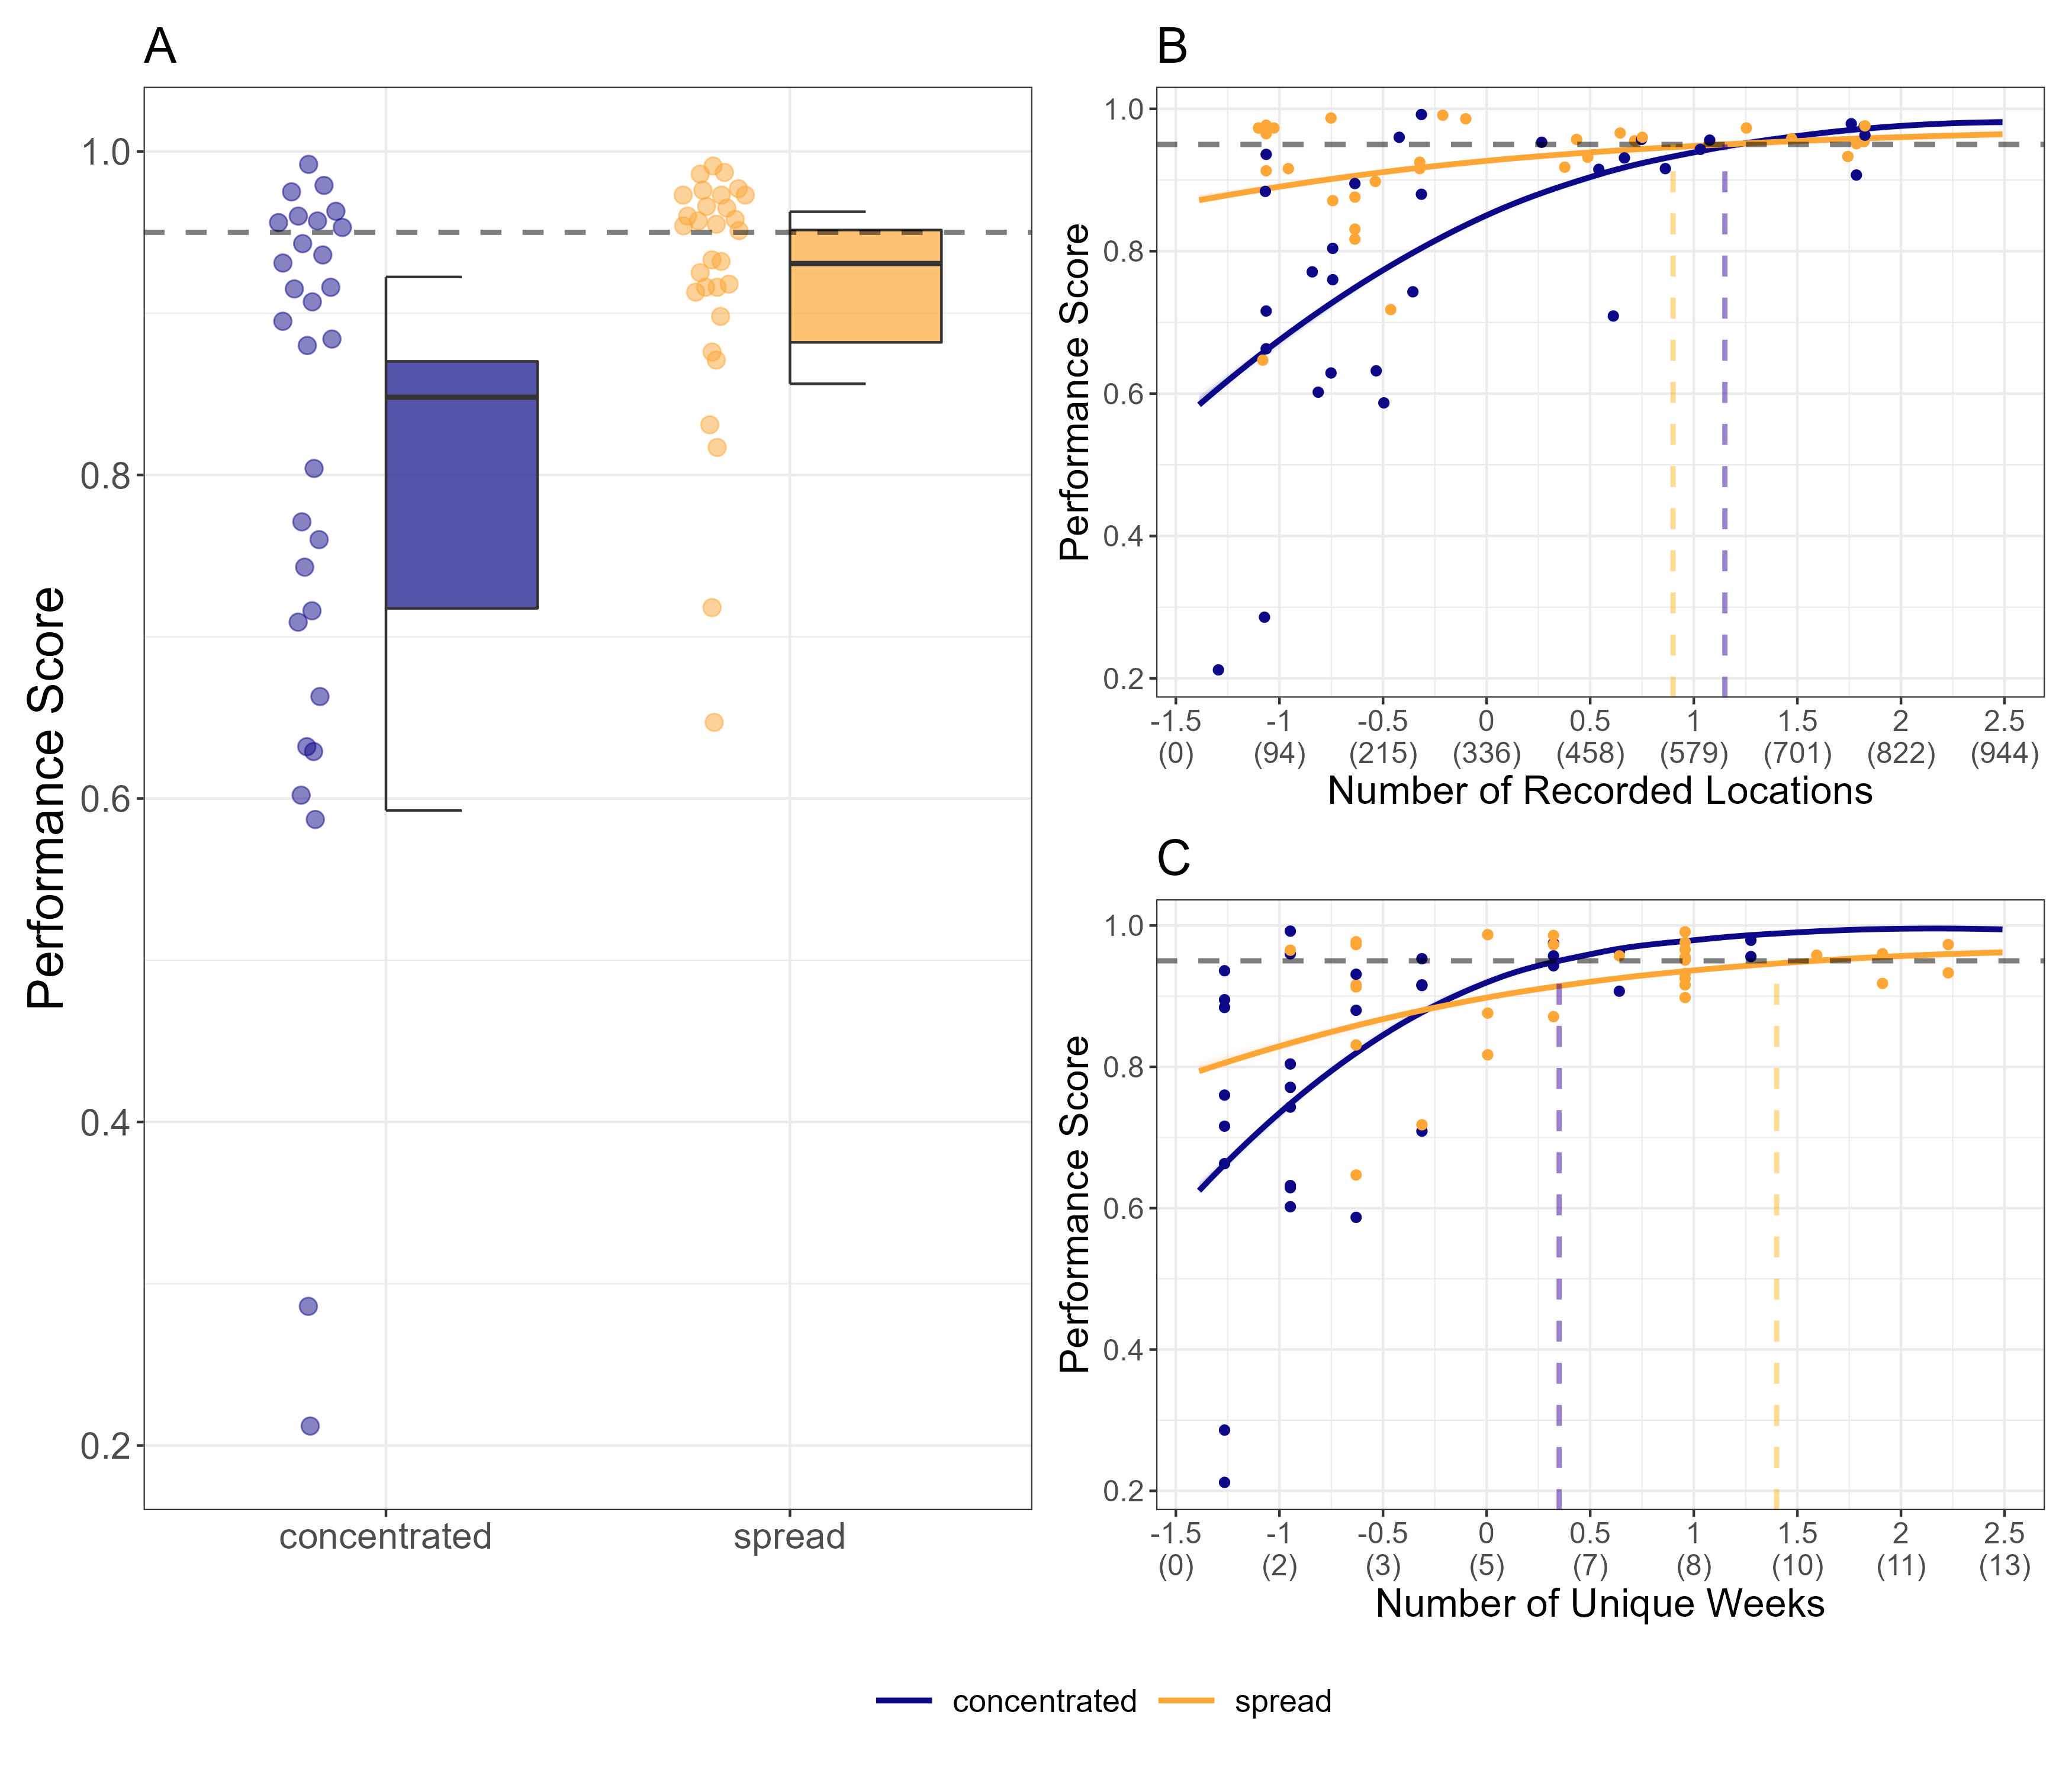 A
Performance Score
1.0
0.8
0.6
0.4
0.2
concentrated spread
B
Performance Score
1.0
0.8
0.6
0.4
0.2
-1.5 -1 -0.5 0 0.5 1 1.5 2 2.5
(0) (94) (215) (336) (458) (579) (701) (822) (944)
Number of Recorded Locations
C
Performance Score
1.0
0.8
0.6
0.4
0.2
-1.5 -1 -0.5 0 0.5 1 1.5 2 2.5
(0) (2) (3) (5) (7) (8) (10) (11) (13)
Number of Unique Weeks
concentrated spread